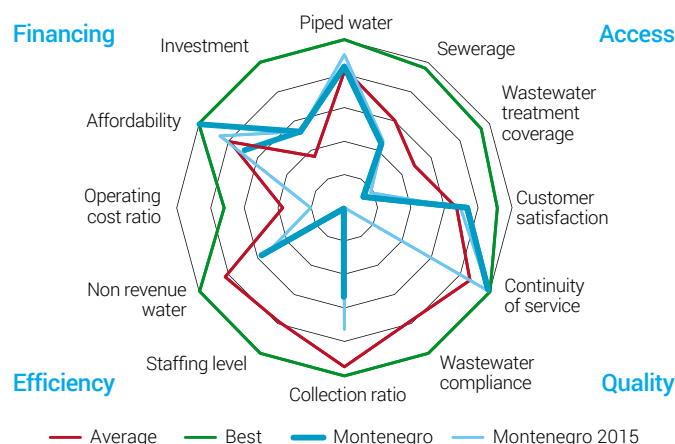 Financing
Access
Piped water
Investment
Sewerage
Wastewater
treatment
coverage
Affordability
Operating
cost ratio
Customer
satisfaction
Non revenue
water
Continuity
of service
Staffing level
Wastewater
compliance
Collection ratio
Efficiency
Quality
Average
Best
Montenegro
Montenegro 2015